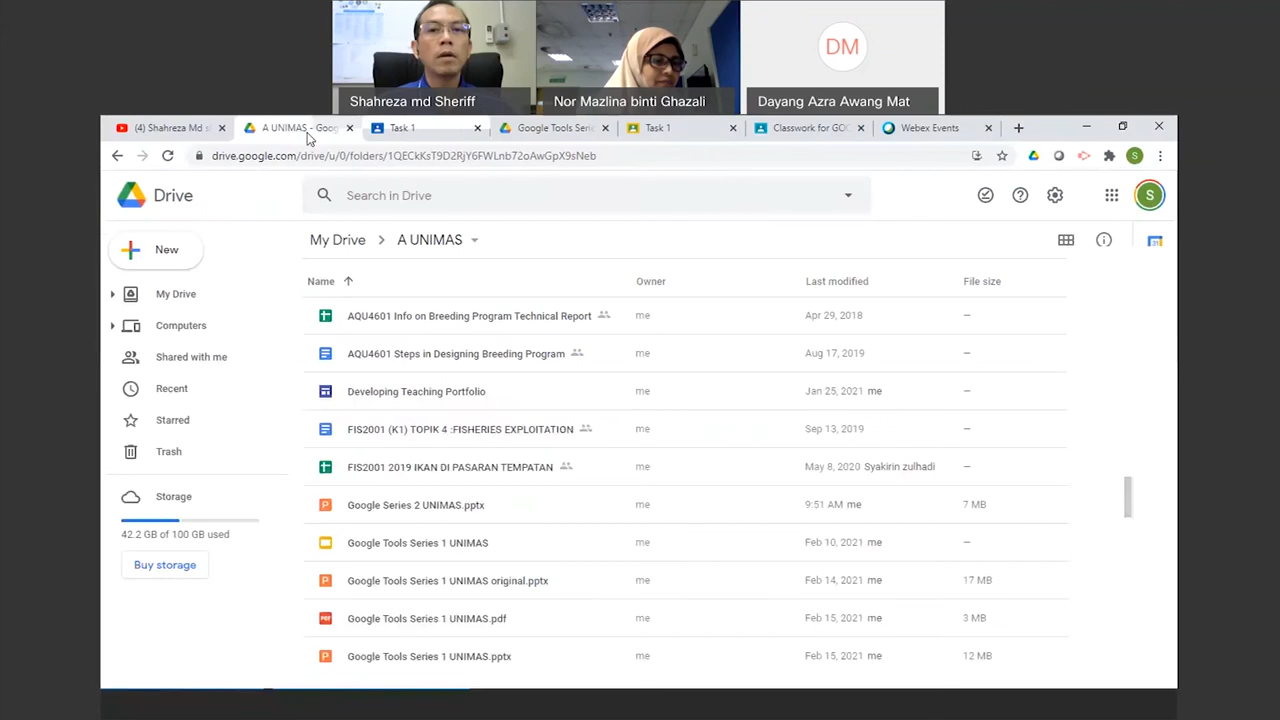 DM
Shahreza md Sheriff
Nor Mazlina binti Ghazali
Dayang Azra Awang Mat
(4) Shahreza Md s
A UNIMAS - Goog
Task 1
Google Tools Series
Task 1
Classwork for GOO
Webex Events
drive.google.com/drive/u/0/folders/1QECkKsT9D2RjY6FWLnb72oAwGpX9sNeb
S
Drive
Search in Drive
S
New
My Drive
A UNIMAS
31
Name
Owner
Last modified
File size
My Drive
Computers
Shared with me
Recent
Starred
Trash
Storage
42.2 GB of 100 GB used
Buy storage
AQU4601 Info on Breeding Program Technical Report
me
Apr 29, 2018
–
AQU4601 Steps in Designing Breeding Program
me
Aug 17, 2019
–
Developing Teaching Portfolio
me
Jan 25, 2021 me
–
FIS2001 (K1) TOPIK 4 :FISHERIES EXPLOITATION
me
Sep 13, 2019
–
FIS2001 2019 IKAN DI PASARAN TEMPATAN
me
May 8, 2020 Syakirin zulhadi
–
P
Google Series 2 UNIMAS.pptx
me
9:51 AM me
7 MB
Google Tools Series 1 UNIMAS
me
Feb 10, 2021 me
–
P
Google Tools Series 1 UNIMAS original.pptx
me
Feb 14, 2021 me
17 MB
PDF
Google Tools Series 1 UNIMAS.pdf
me
Feb 15, 2021 me
3 MB
P
Google Tools Series 1 UNIMAS.pptx
me
Feb 15, 2021 me
12 MB